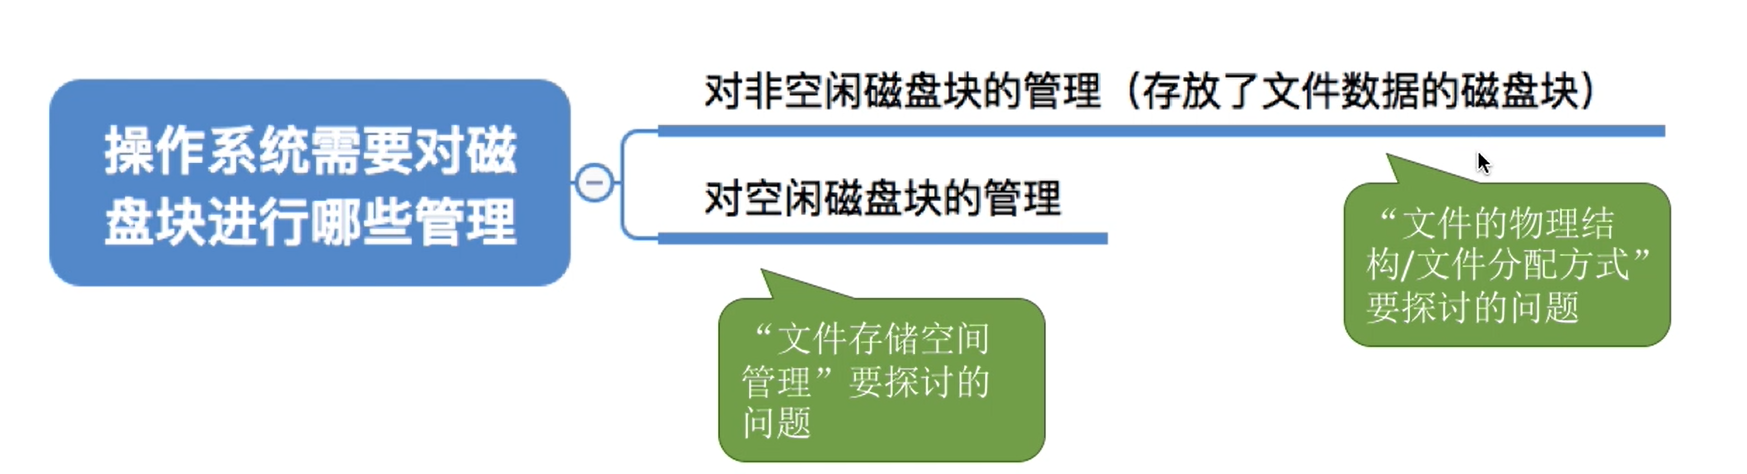 操作系统需要对磁
盘块进行哪些管理
对非空闲磁盘块的管理（存放了文件数据的磁盘块）
对空闲磁盘块的管理
“文件的物理结
构/文件分配方式”
要探讨的问题
“文件存储空间
管理”要探讨的
问题